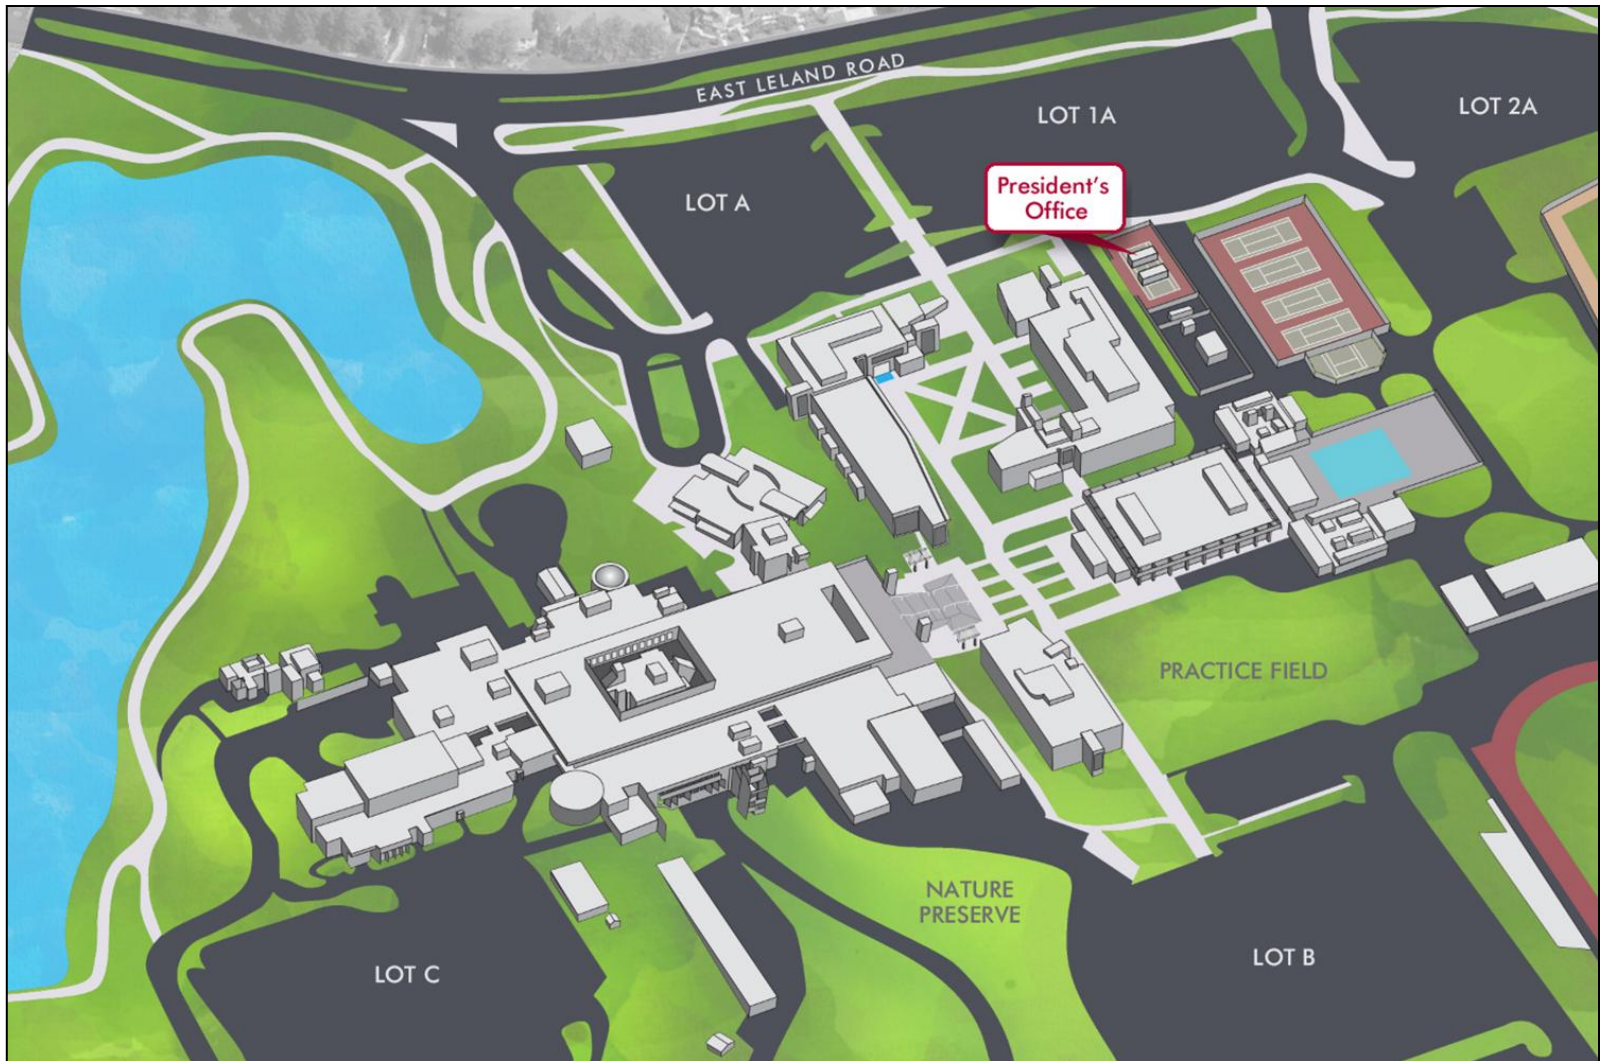 EAST LELAND ROAD
LOT 1A
LOT 2A
President's
Office
LOT A
PRACTICE FIELD
NATURE
PRESERVE
LOT B
LOT C